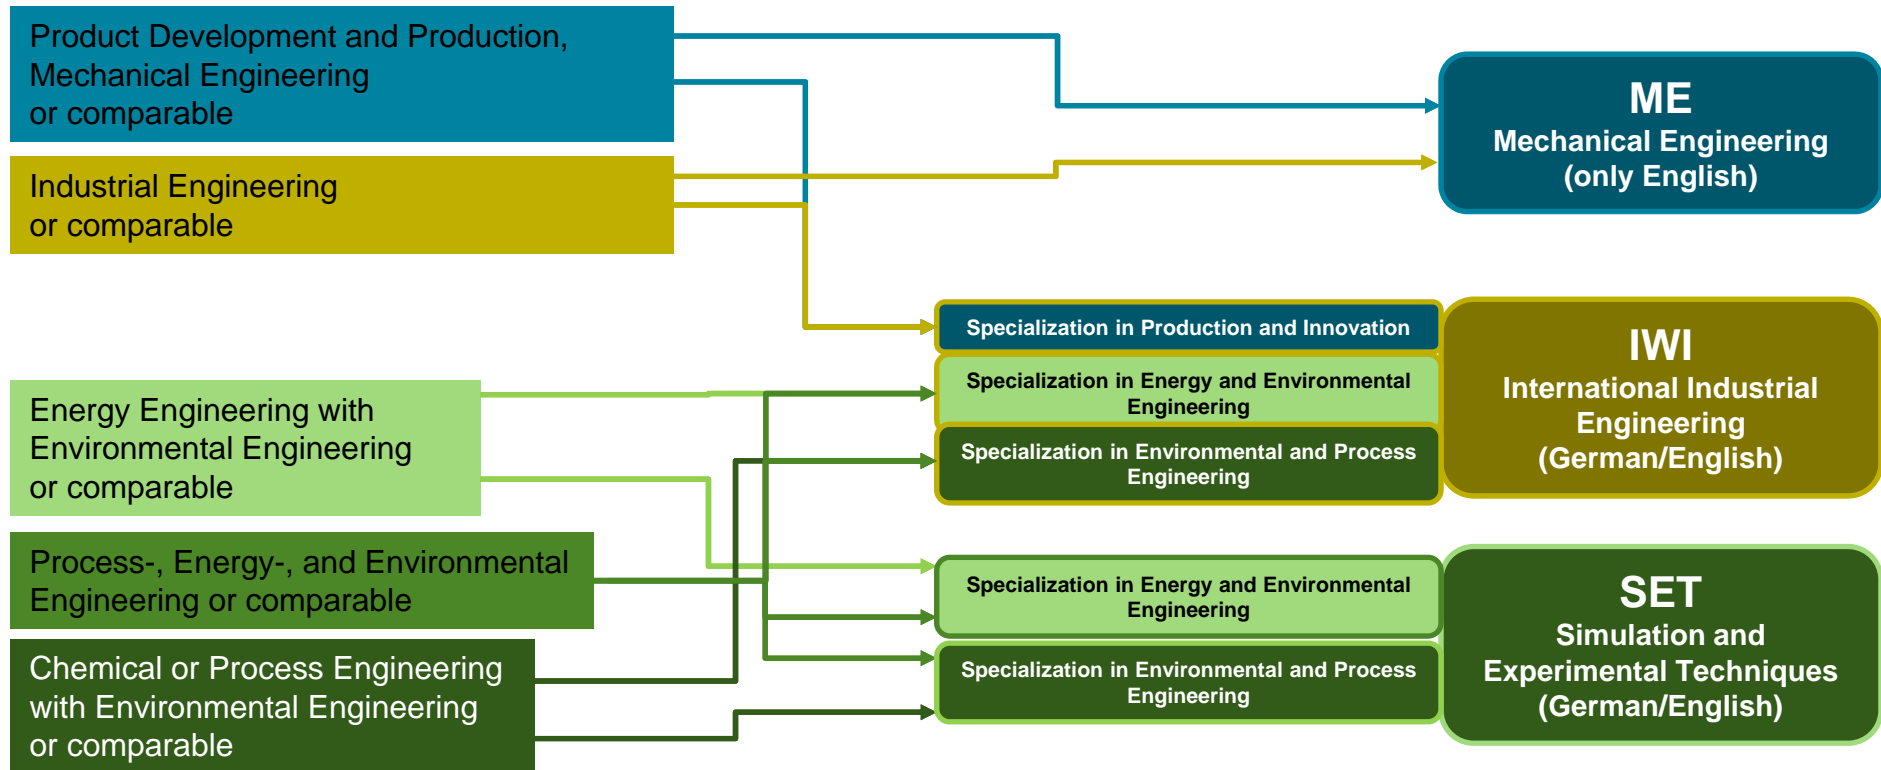 Product Development and Production,
Mechanical Engineering
or comparable
Industrial Engineering
or comparable
Energy Engineering with
Environmental Engineering
or comparable
Process-, Energy-, and Environmental
Engineering or comparable
Chemical or Process Engineering
with Environmental Engineering
or comparable
Specialization in Production and Innovation
Specialization in Energy and Environmental
Engineering
Specialization in Environmental and Process
Engineering
Specialization in Energy and Environmental
Engineering
Specialization in Environmental and Process
Engineering
ME
Mechanical Engineering
(only English)
IWI
International Industrial
Engineering
(German/English)
SET
Simulation and
Experimental Techniques
(German/English)